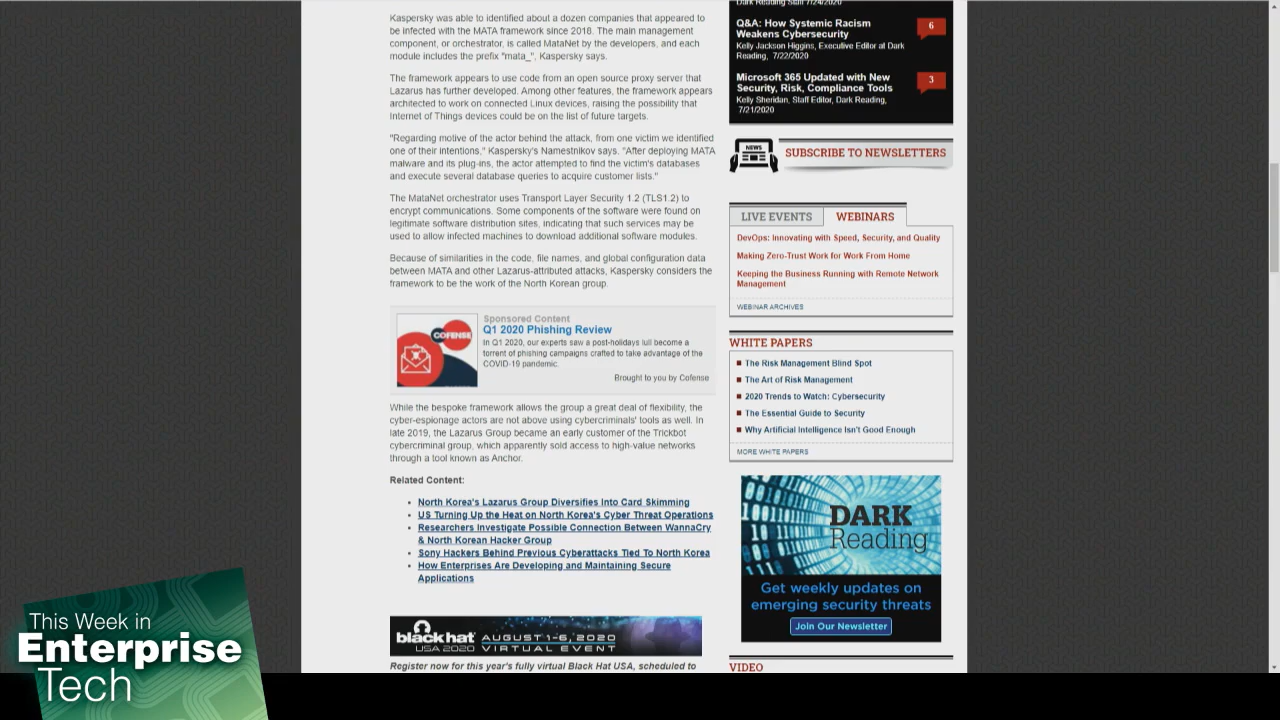 Kaspersky was able to identified about a dozen companies that appeared to
be infected with the MATA framework since 2018. The main management
component, or orchestrator, is called MataNet by the developers, and each
module includes the prefix "mata_", Kaspersky says.
The framework appears to use code from an open source proxy server that
Lazarus has further developed. Among other features, the framework appears
architected to work on connected Linux devices, raising the possibility that
Internet of Things devices could be on the list of future targets.
"Regarding motive of the actor behind the attack, from one victim we identified
one of their intentions," Kaspersky's Namestnikov says. "After deploying MATA
malware and its plug-ins, the actor attempted to find the victim's databases
and execute several database queries to acquire customer lists."
The MataNet orchestrator uses Transport Layer Security 1.2 (TLS1.2) to
encrypt communications. Some components of the software were found on
legitimate software distribution sites, indicating that such services may be
used to allow infected machines to download additional software modules.
Because of similarities in the code, file names, and global configuration data
between MATA and other Lazarus-attributed attacks, Kaspersky considers the
framework to be the work of the North Korean group.
COFENSE
Sponsored Content
Q1 2020 Phishing Review
In Q1 2020, our experts saw a post-holidays lull become a
torrent of phishing campaigns crafted to take advantage of the
COVID-19 pandemic.
Brought to you by Cofense
While the bespoke framework allows the group a great deal of flexibility, the
cyber-espionage actors are not above using cybercriminals' tools as well. In
late 2019, the Lazarus Group became an early customer of the Trickbot
cybercriminal group, which apparently sold access to high-value networks
through a tool known as Anchor.
Related Content:
North Korea's Lazarus Group Diversifies Into Card Skimming
US Turning Up the Heat on North Korea's Cyber Threat Operations
Researchers Investigate Possible Connection Between WannaCry
& North Korean Hacker Group
Sony Hackers Behind Previous Cyberattacks Tied To North Korea
How Enterprises Are Developing and Maintaining Secure
Applications
black hat
USA 2020
AUGUST 1-6, 2020
VIRTUAL EVENT
Register now for this year's fully virtual Black Hat USA, scheduled to
Dark Reading Staff 7/24/2020
Q&A: How Systemic Racism
Weakens Cybersecurity
6
Kelly Jackson Higgins, Executive Editor at Dark
Reading, 7/22/2020
Microsoft 365 Updated with New
Security, Risk, Compliance Tools
3
Kelly Sheridan, Staff Editor, Dark Reading,
7/21/2020
NEWS
SUBSCRIBE TO NEWSLETTERS
LIVE EVENTS
WEBINARS
DevOps: Innovating with Speed, Security, and Quality
Making Zero-Trust Work for Work From Home
Keeping the Business Running with Remote Network
Management
WEBINAR ARCHIVES
WHITE PAPERS
The Risk Management Blind Spot
The Art of Risk Management
2020 Trends to Watch: Cybersecurity
The Essential Guide to Security
Why Artificial Intelligence Isn't Good Enough
MORE WHITE PAPERS
DARK
Reading
Get weekly updates on
emerging security threats
Join Our Newsletter
VIDEO
This Week in
Enterprise
Tech